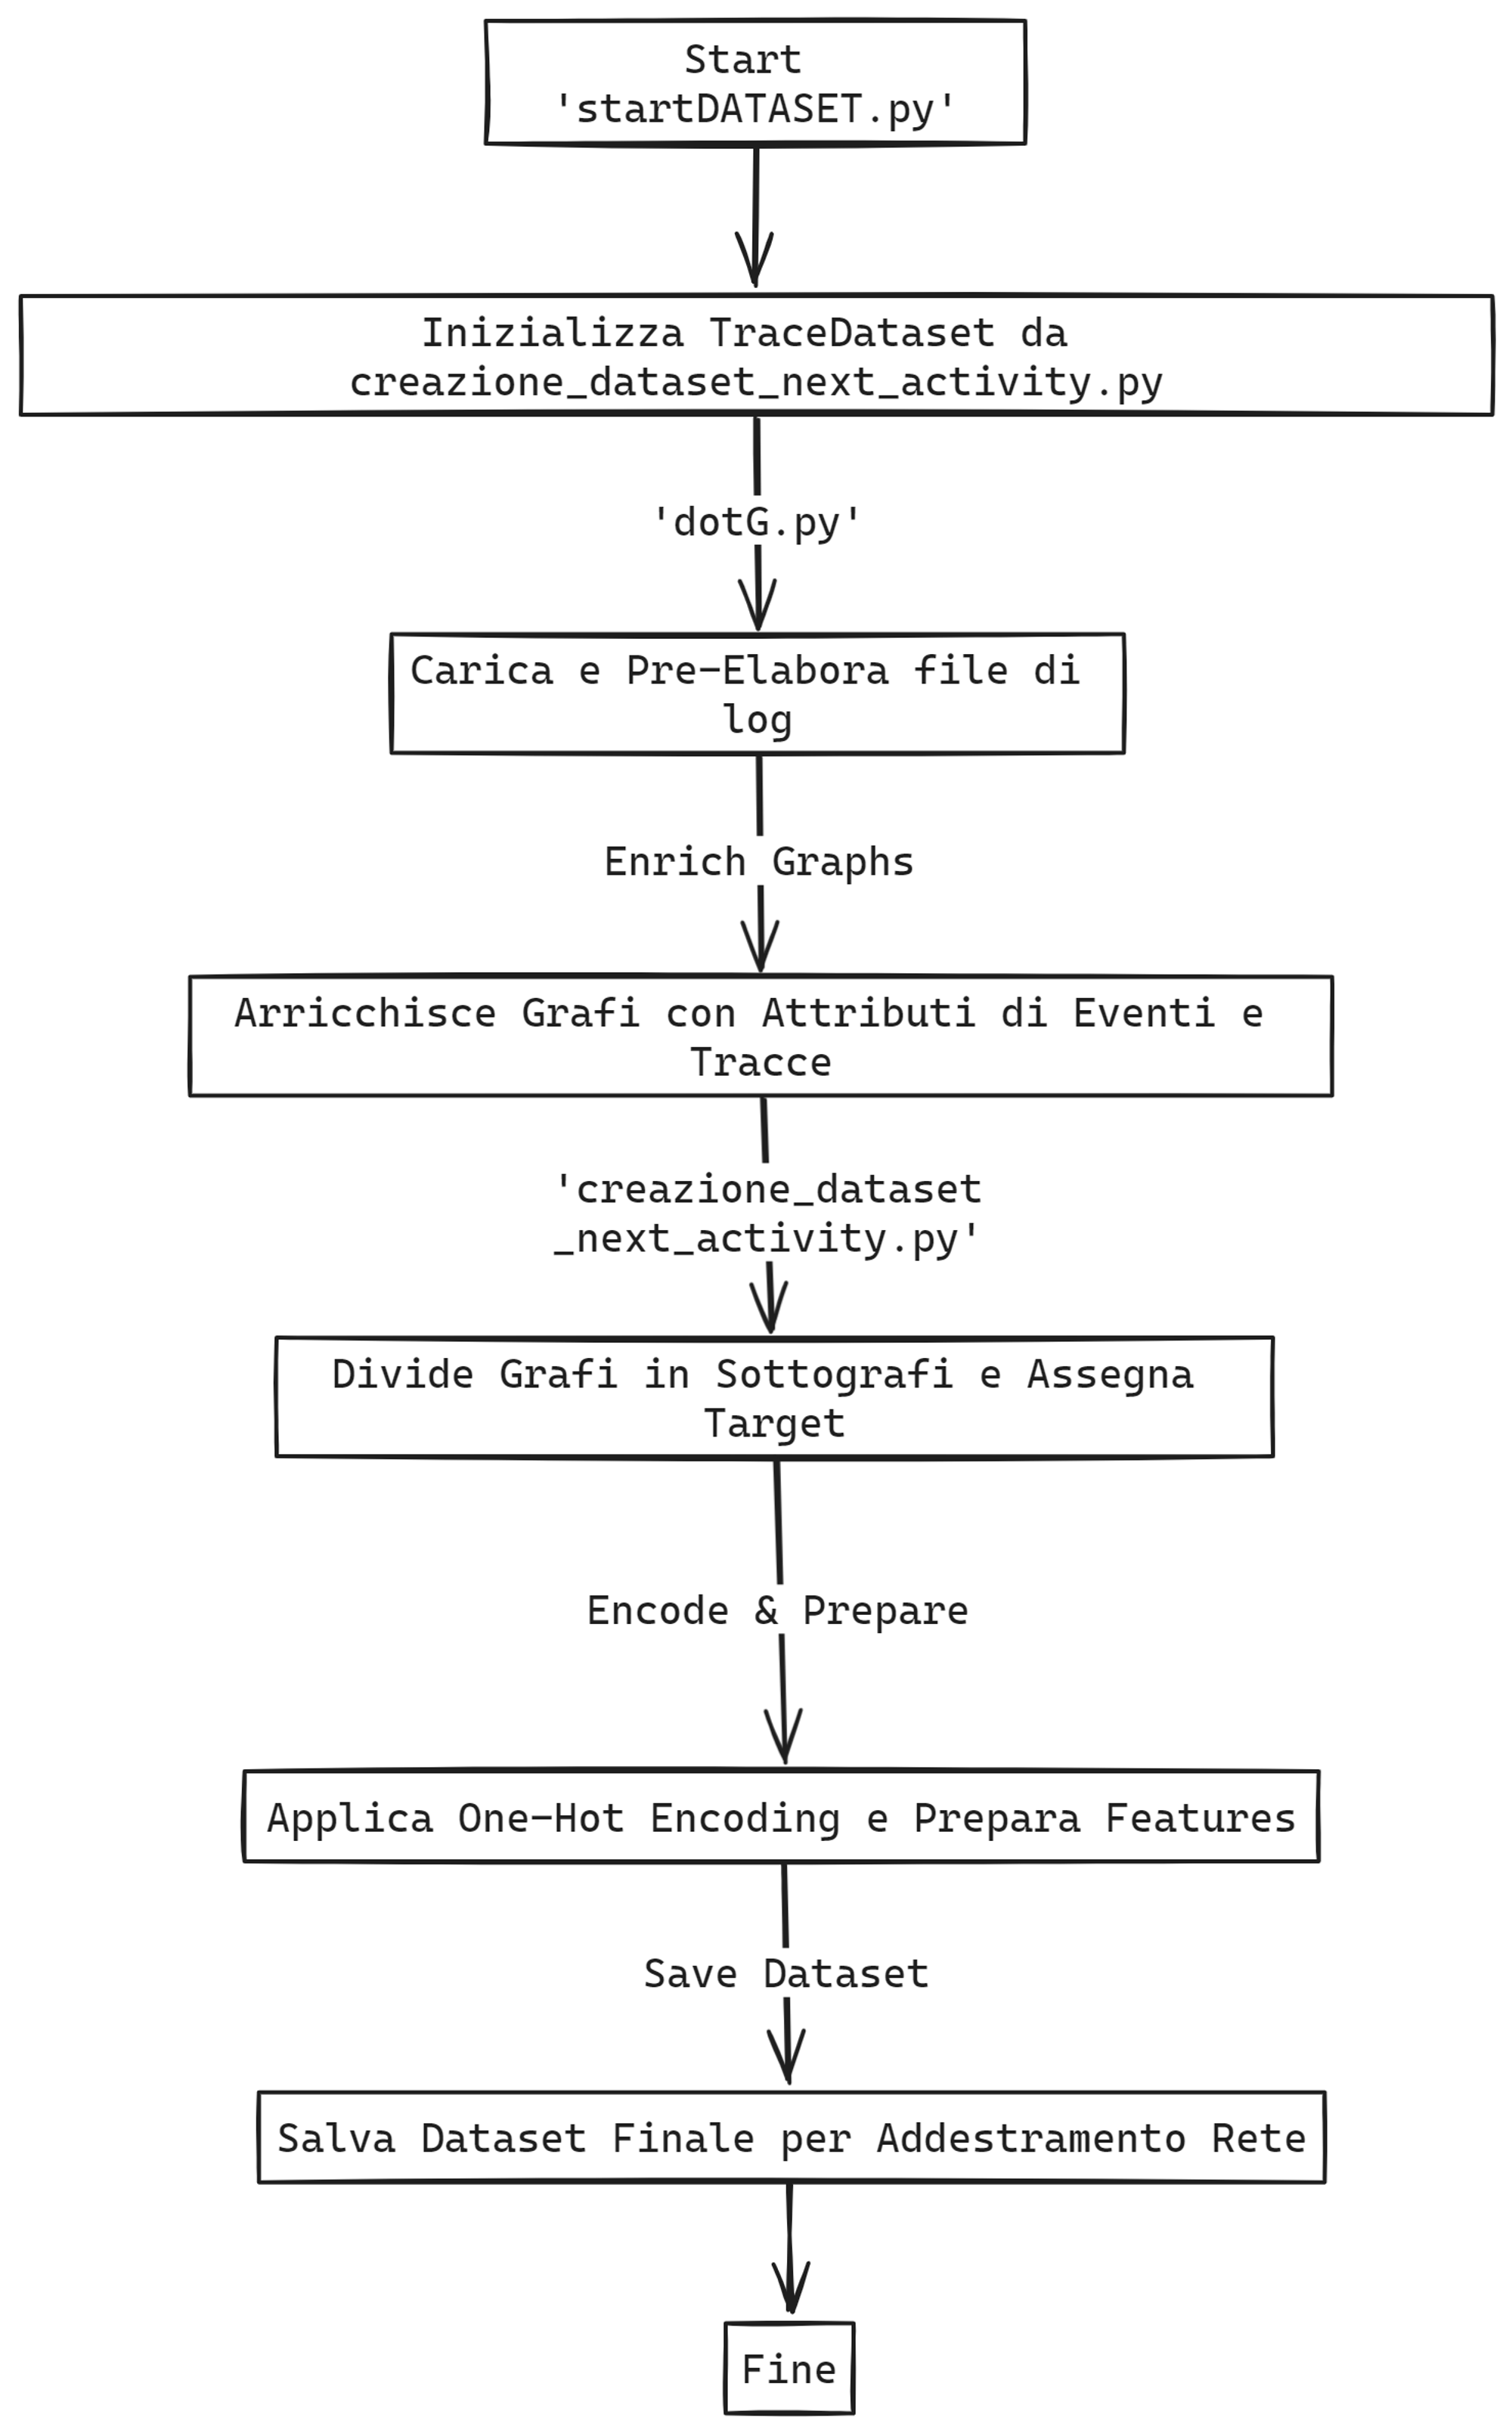 Start
'startDATASET.py'
Inizializza TraceDataset da
creazione_dataset_next_activity.py
'dotG.py'
Carica e Pre-Elabora file di
log
Enrich Graphs
Arricchisce Grafi con Attributi di Eventi e
Tracce
'creazione_dataset
_next_activity.py'
Divide Grafi in Sottografi e Assegna
Target
Encode & Prepare
Applica One-Hot Encoding e Prepara Features
Save Dataset
Salva Dataset Finale per Addestramento Rete
Fine